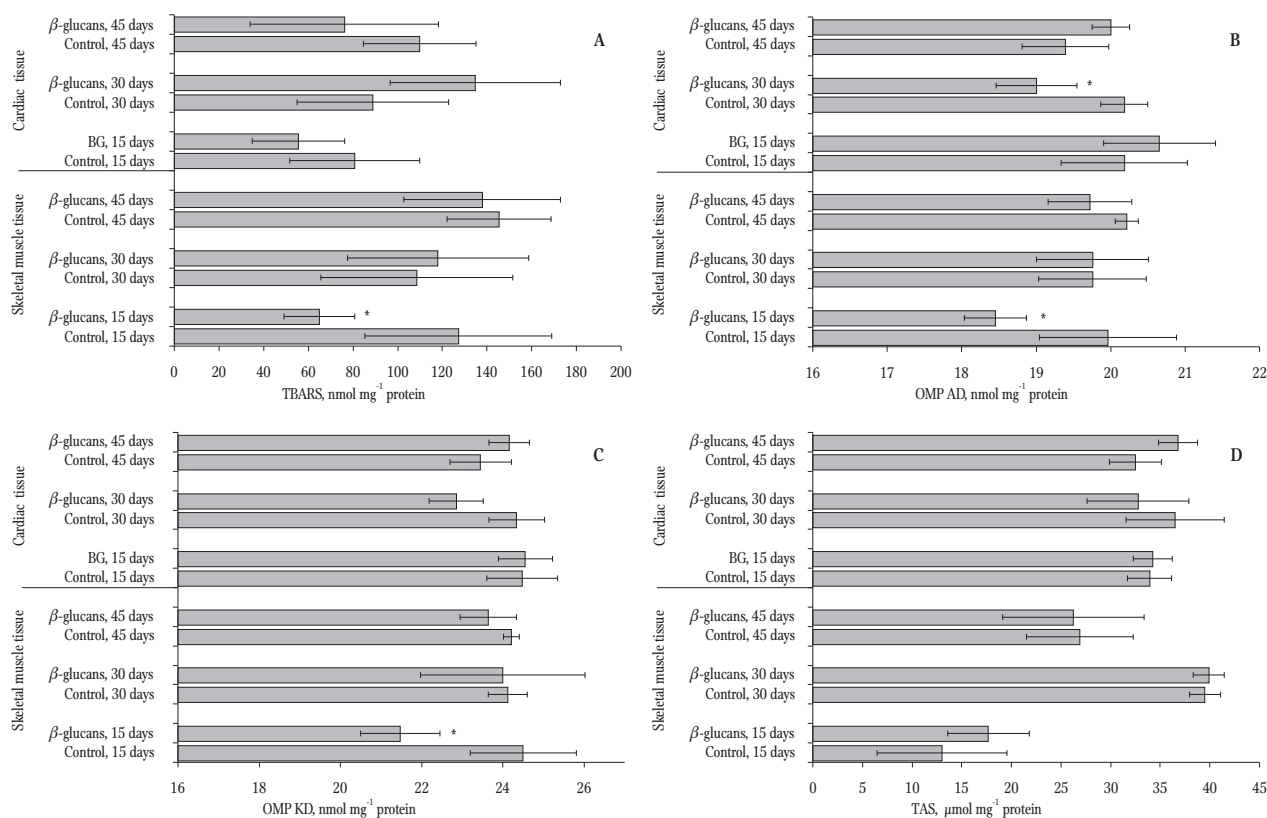 A
Cardiac tissue
β-glucans, 45 days
Control, 45 days
β-glucans, 30 days
Control, 30 days
BG, 15 days
Control, 15 days
Skeletal muscle tissue
β-glucans, 45 days
Control, 45 days
β-glucans, 30 days
Control, 30 days
β-glucans, 15 days
*
Control, 15 days
0 20 40 60 80 100 120 140 160 180 200
TBARS, nmol mg⁻¹ protein
B
Cardiac tissue
β-glucans, 45 days
Control, 45 days
β-glucans, 30 days
*
Control, 30 days
BG, 15 days
Control, 15 days
Skeletal muscle tissue
β-glucans, 45 days
Control, 45 days
β-glucans, 30 days
Control, 30 days
β-glucans, 15 days
*
Control, 15 days
16 17 18 19 20 21 22
OMP AD, nmol mg⁻¹ protein
C
Cardiac tissue
β-glucans, 45 days
Control, 45 days
β-glucans, 30 days
Control, 30 days
BG, 15 days
Control, 15 days
Skeletal muscle tissue
β-glucans, 45 days
Control, 45 days
β-glucans, 30 days
Control, 30 days
β-glucans, 15 days
*
Control, 15 days
16 18 20 22 24 26
OMP KD, nmol mg⁻¹ protein
D
Cardiac tissue
β-glucans, 45 days
Control, 45 days
β-glucans, 30 days
Control, 30 days
BG, 15 days
Control, 15 days
Skeletal muscle tissue
β-glucans, 45 days
Control, 45 days
β-glucans, 30 days
Control, 30 days
β-glucans, 15 days
Control, 15 days
0 5 10 15 20 25 30 35 40 45
TAS, µmol mg⁻¹ protein